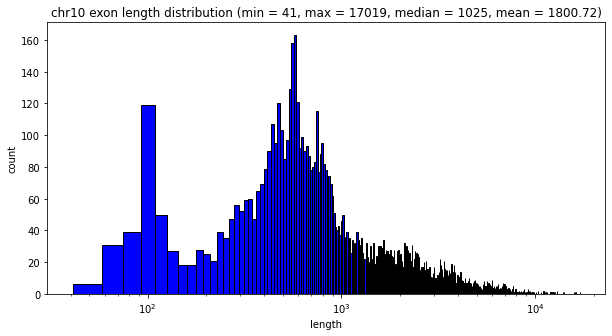 chr10 exon length distribution (min = 41, max = 17019, median = 1025, mean = 1800.72)
160
140
120
100
80
60
40
20
0
count
10² 10³ 10⁴
length